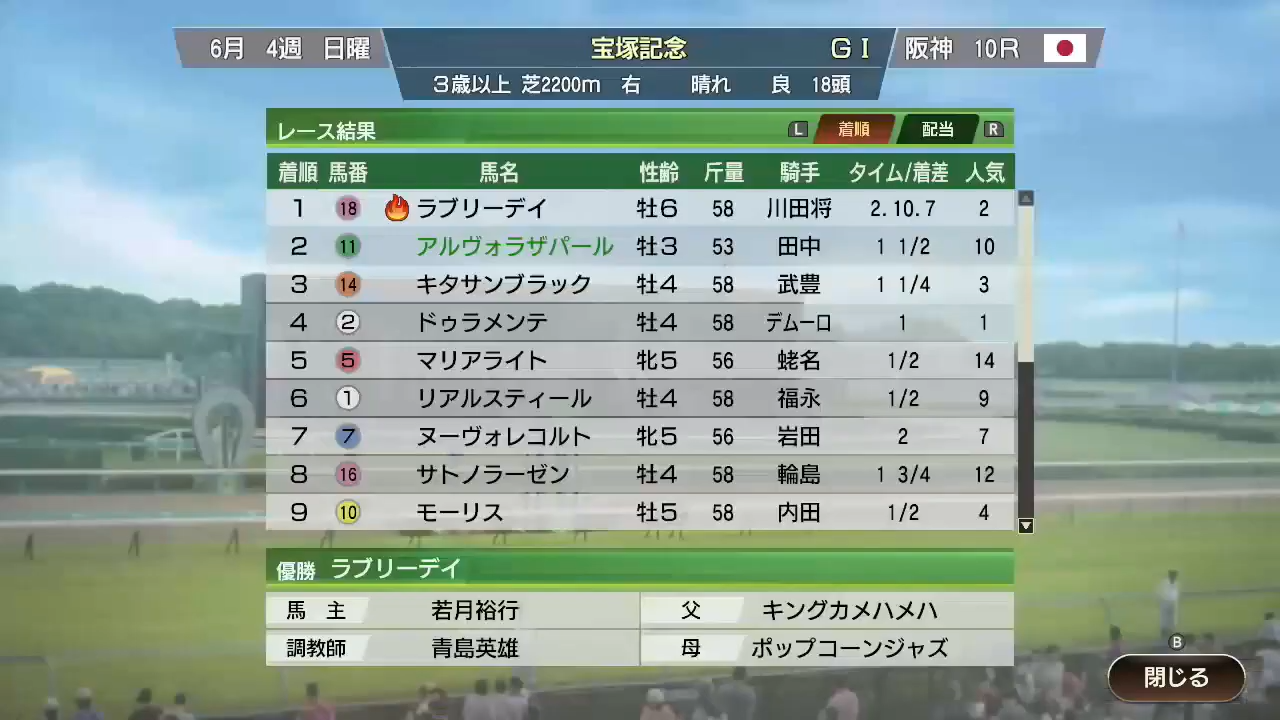 6月 4週 日曜 宝塚記念 GⅠ 阪神 10R
3歳以上 芝2200m 右 晴れ 良 18頭
レース結果 L 着順 配当 R
着順 馬番 馬名 性齢 斤量 騎手 タイム/着差 人気
1 18 ラブリーデイ 牡6 58 川田将 2.10.7 2
2 11 アルヴォラザパール 牡3 53 田中 1 1/2 10
3 14 キタサンブラック 牡4 58 武豊 1 1/4 3
4 2 ドゥラメンテ 牡4 58 デムーロ 1 1
5 5 マリアライト 牝5 56 蛯名 1/2 14
6 1 リアルスティール 牡4 58 福永 1/2 9
7 7 ヌーヴォレコルト 牝5 56 岩田 2 7
8 16 サトノラーゼン 牡4 58 輪島 1 3/4 12
9 10 モーリス 牡5 58 内田 1/2 4
優勝 ラブリーデイ
馬主 若月裕行 父 キングカメハメハ
調教師 青島英雄 母 ポップコーンジャズ
B
閉じる